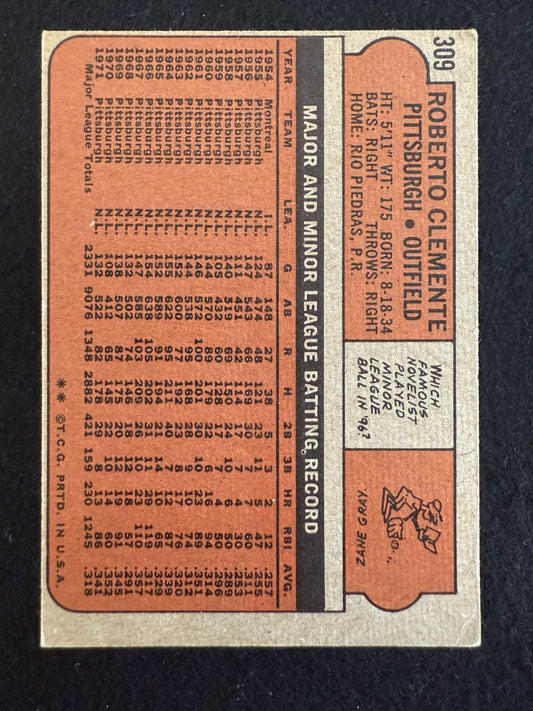 309
ROBERTO CLEMENTE
PITTSBURGH • OUTFIELD
HT: 5'11" WT: 175 BORN: 8-18-34
BATS: RIGHT THROWS: RIGHT
HOME: RIO PIEDRAS, P.R.
WHICH
FAMOUS
NOVELIST
PLAYED
MINOR
LEAGUE
BALL IN '96?
ZANE GRAY
MAJOR AND MINOR LEAGUE BATTING RECORD
YEAR TEAM LEA. G AB R H 2B 3B HR RBI AVG.
1954 Montreal I.L. 87 148 27 38 5 3 2 12 .257
1955 Pittsburgh N.L. 124 474 48 121 23 11 5 47 .255
1956 Pittsburgh N.L. 147 543 66 169 30 7 7 60 .311
1957 Pittsburgh N.L. 111 451 42 114 17 7 4 30 .253
1958 Pittsburgh N.L. 140 519 69 150 24 10 6 50 .289
1959 Pittsburgh N.L. 105 432 60 128 17 7 4 50 .296
1960 Pittsburgh N.L. 144 570 89 179 22 6 16 94 .314
1961 Pittsburgh N.L. 146 572 100 201 30 10 23 89 .351
1962 Pittsburgh N.L. 144 538 95 168 28 9 10 74 .312
1963 Pittsburgh N.L. 152 600 77 192 23 8 17 76 .320
1964 Pittsburgh N.L. 155 622 95 211 40 7 12 87 .339
1965 Pittsburgh N.L. 152 589 91 194 21 14 10 65 .329
1966 Pittsburgh N.L. 154 638 105 202 31 11 29 119 .317
1967 Pittsburgh N.L. 147 585 103 209 26 10 23 110 .357
1968 Pittsburgh N.L. 132 502 74 146 18 12 18 57 .291
1969 Pittsburgh N.L. 138 507 87 175 20 12 19 91 .345
1970 Pittsburgh N.L. 108 412 65 145 22 10 14 60 .352
1971 Pittsburgh N.L. 132 522 82 178 29 8 13 86 .341
Major League Totals 2331 9076 1348 2882 421 159 230 1245 .318
** © T.C.G. PRTD. IN U.S.A.